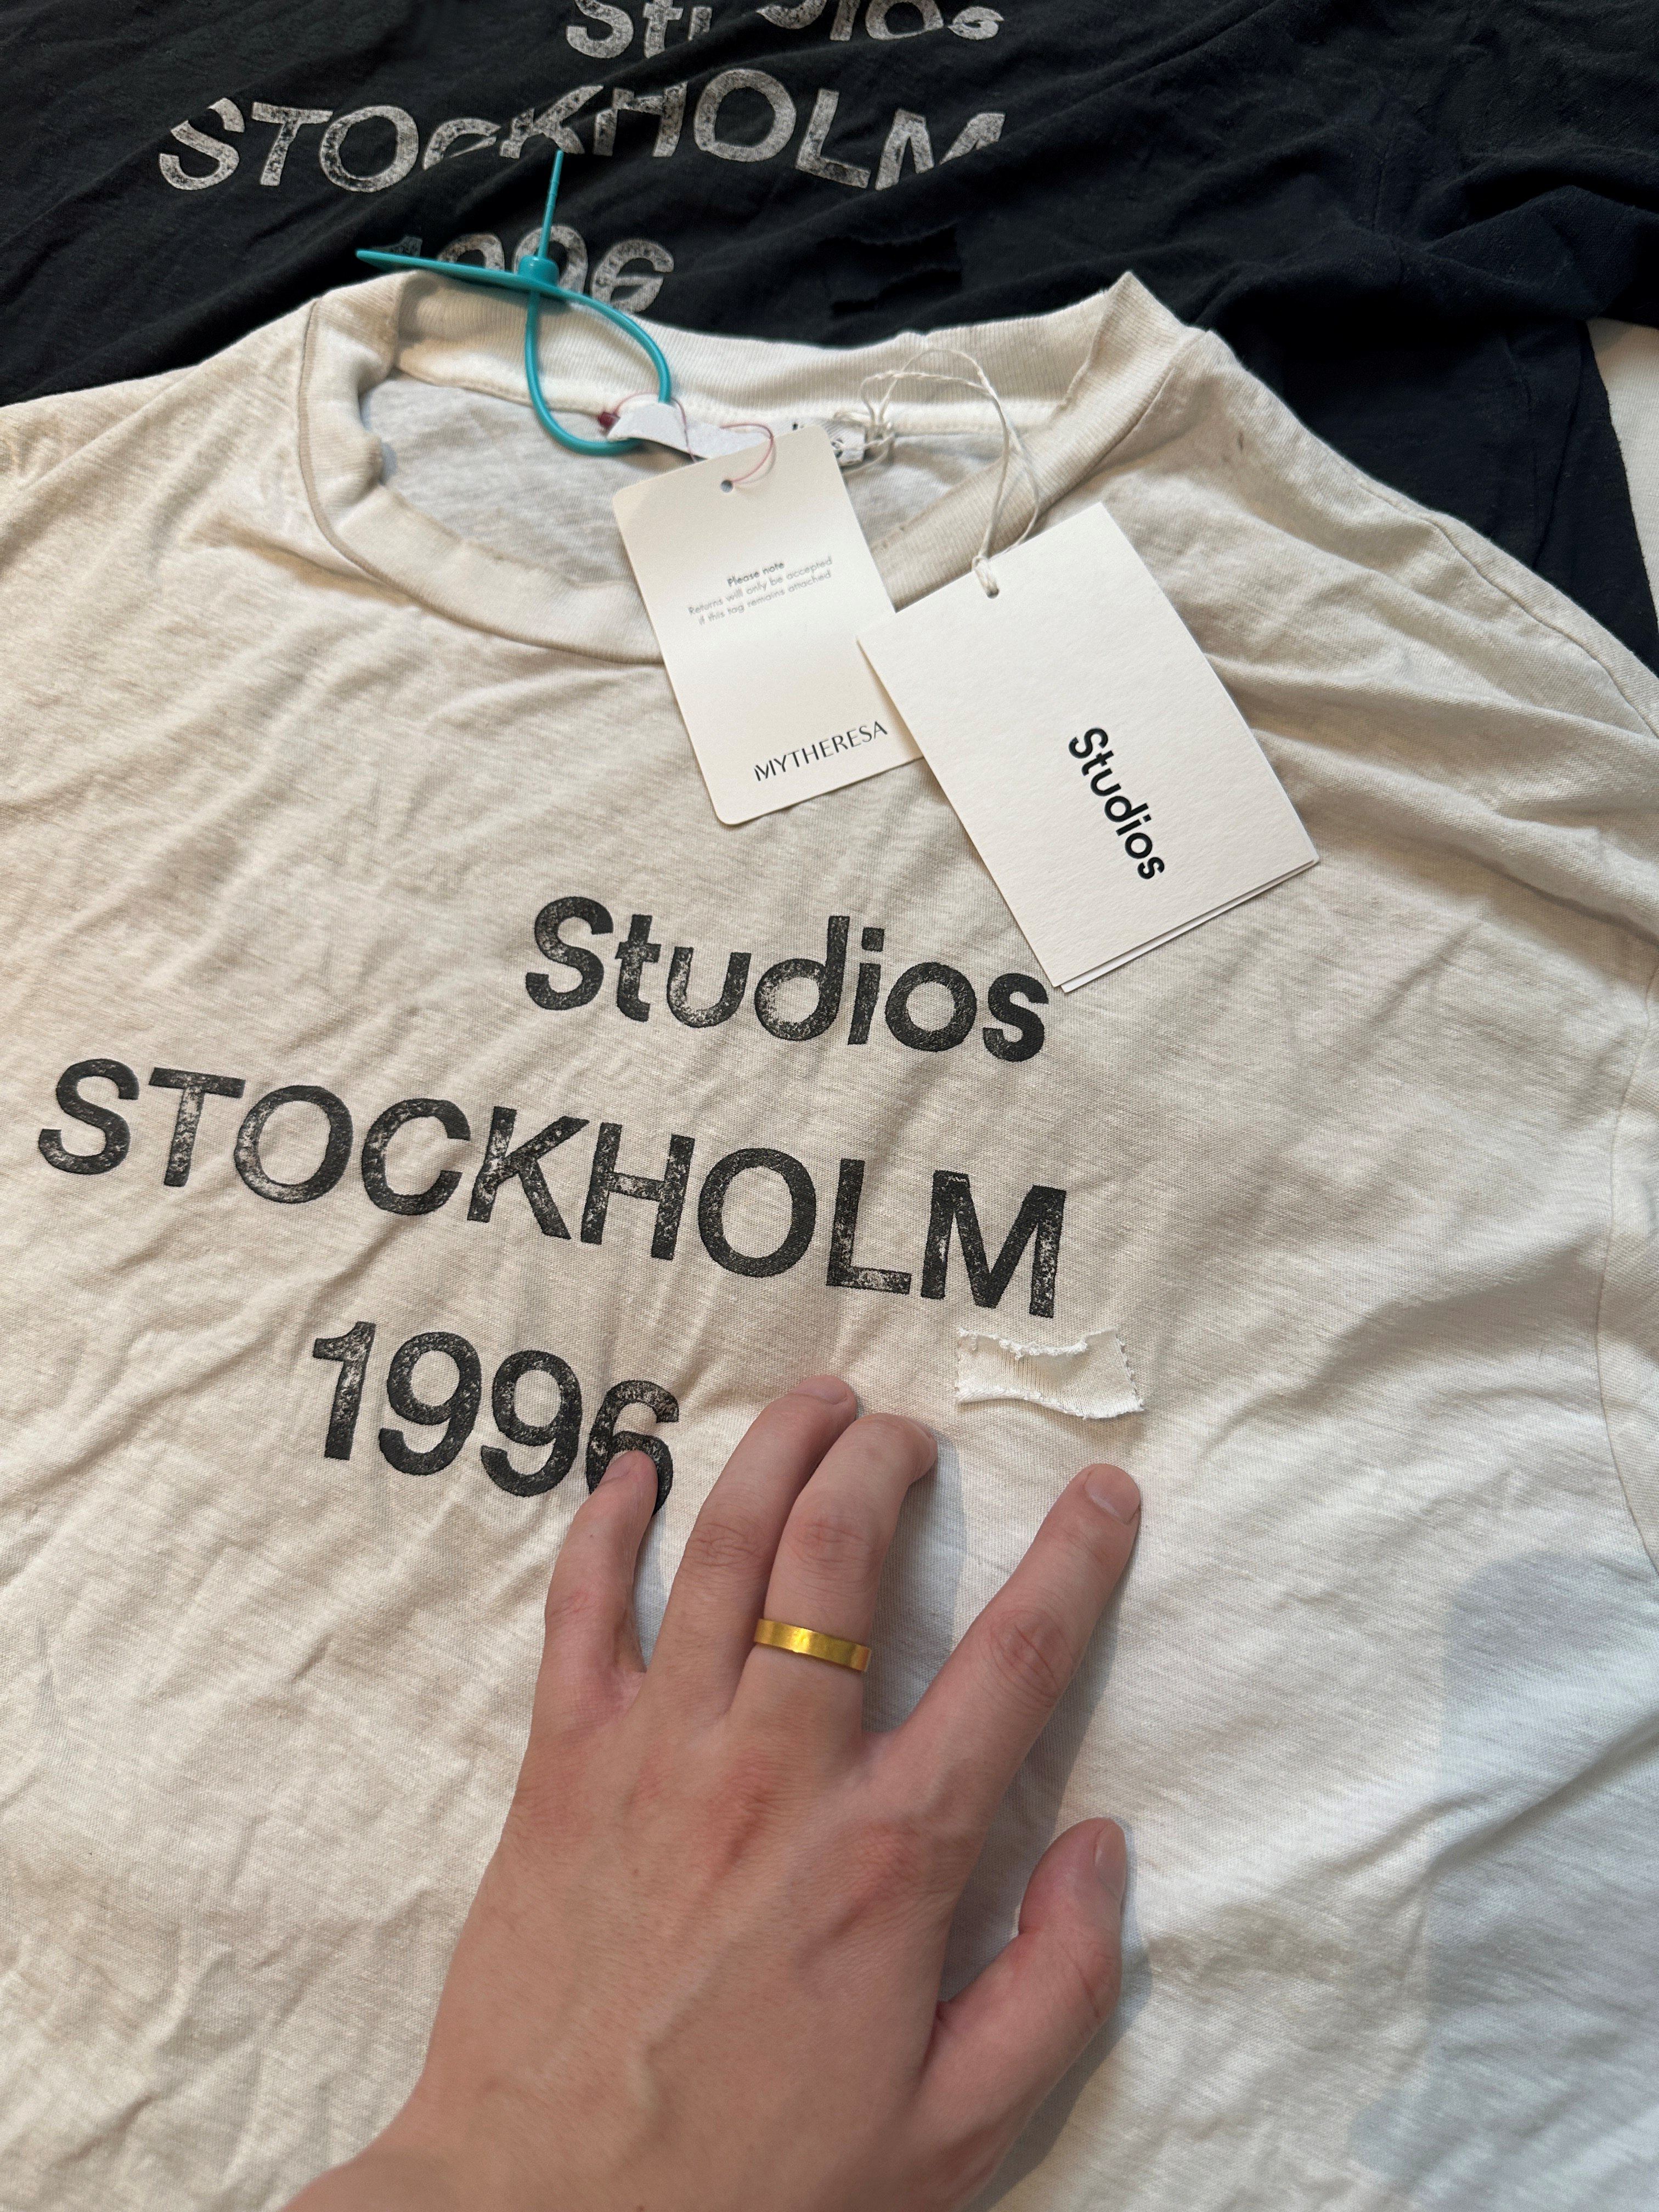 Studios
STOCKHOLM
1996
Please note
Returns will only be accepted
if this tag remains attached
MYTHERESA
Studios
Studios
STOCKHOLM
1996